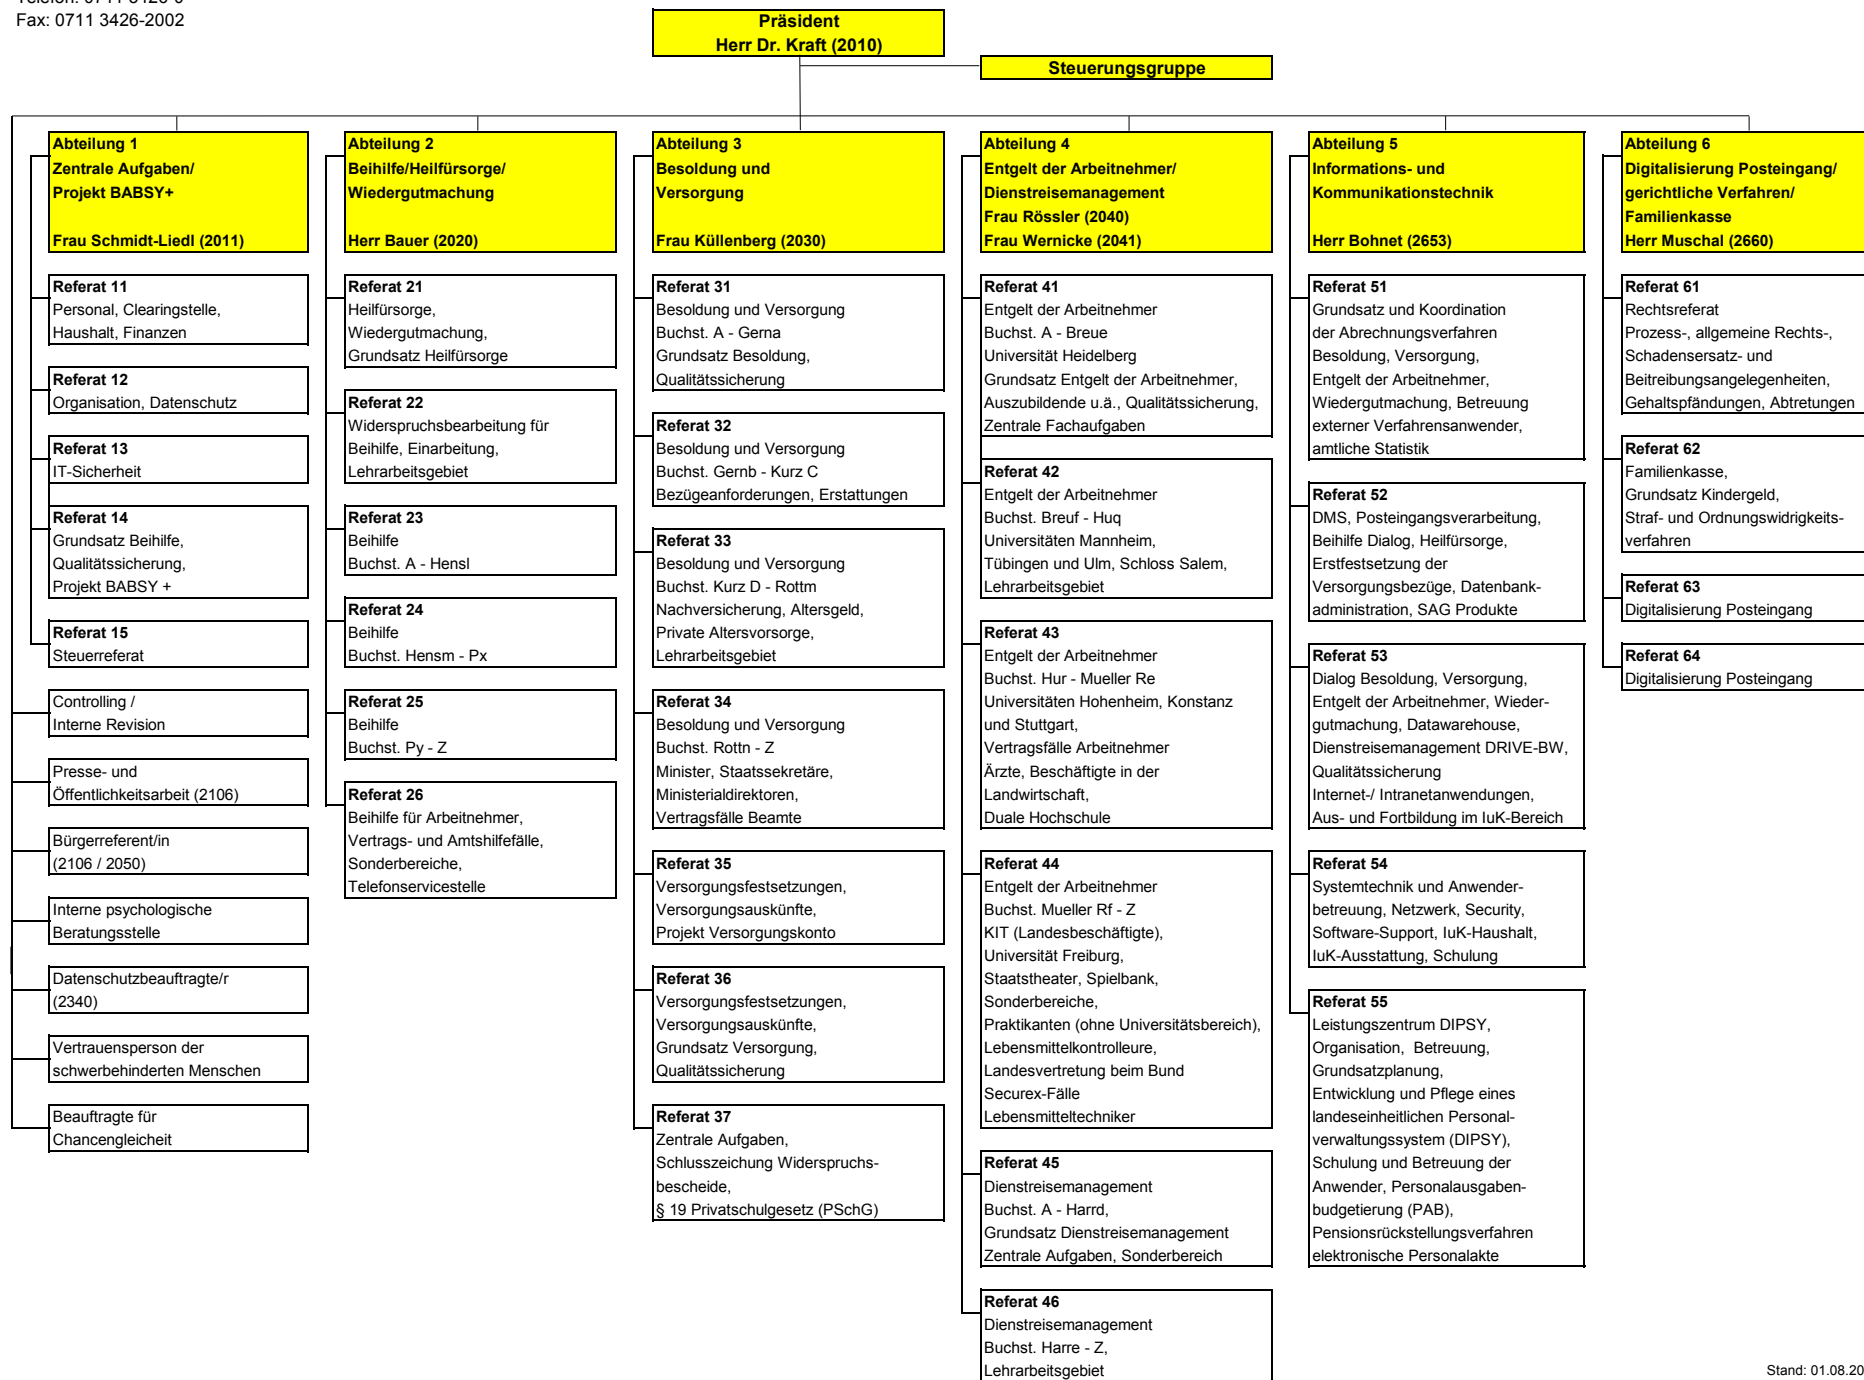 Fax: 0711 3426-2002
Präsident
Herr Dr. Kraft (2010)
Steuerungsgruppe
Abteilung 1
Zentrale Aufgaben/
Projekt BABSY+
Frau Schmidt-Liedl (2011)
Referat 11
Personal, Clearingstelle,
Haushalt, Finanzen
Referat 12
Organisation, Datenschutz
Referat 13
IT-Sicherheit
Referat 14
Grundsatz Beihilfe,
Qualitätssicherung,
Projekt BABSY +
Referat 15
Steuerreferat
Controlling /
Interne Revision
Presse- und
Öffentlichkeitsarbeit (2106)
Bürgerreferent/in
(2106 / 2050)
Interne psychologische
Beratungsstelle
Datenschutzbeauftragte/r
(2340)
Vertrauensperson der
schwerbehinderten Menschen
Beauftragte für
Chancengleicheit
Abteilung 2
Beihilfe/Heilfürsorge/
Wiedergutmachung
Herr Bauer (2020)
Referat 21
Heilfürsorge,
Wiedergutmachung,
Grundsatz Heilfürsorge
Referat 22
Widerspruchsbearbeitung für
Beihilfe, Einarbeitung,
Lehrarbeitsgebiet
Referat 23
Beihilfe
Buchst. A - Hensl
Referat 24
Beihilfe
Buchst. Hensm - Px
Referat 25
Beihilfe
Buchst. Py - Z
Referat 26
Beihilfe für Arbeitnehmer,
Vertrags- und Amtshilfefälle,
Sonderbereiche,
Telefonservicestelle
Abteilung 3
Besoldung und
Versorgung
Frau Küllenberg (2030)
Referat 31
Besoldung und Versorgung
Buchst. A - Gerna
Grundsatz Besoldung,
Qualitätssicherung
Referat 32
Besoldung und Versorgung
Buchst. Gernb - Kurz C
Bezügeanforderungen, Erstattungen
Referat 33
Besoldung und Versorgung
Buchst. Kurz D - Rottm
Nachversicherung, Altersgeld,
Private Altersvorsorge,
Lehrarbeitsgebiet
Referat 34
Besoldung und Versorgung
Buchst. Rottn - Z
Minister, Staatssekretäre,
Ministerialdirektoren,
Vertragsfälle Beamte
Referat 35
Versorgungsfestsetzungen,
Versorgungsauskünfte,
Projekt Versorgungskonto
Referat 36
Versorgungsfestsetzungen,
Versorgungsauskünfte,
Grundsatz Versorgung,
Qualitätssicherung
Referat 37
Zentrale Aufgaben,
Schlusszeichung Widerspruchs-
bescheide,
§ 19 Privatschulgesetz (PSchG)
Abteilung 4
Entgelt der Arbeitnehmer/
Dienstreisemanagement
Frau Rössler (2040)
Frau Wernicke (2041)
Referat 41
Entgelt der Arbeitnehmer
Buchst. A - Breue
Universität Heidelberg
Grundsatz Entgelt der Arbeitnehmer,
Auszubildende u.ä., Qualitätssicherung,
Zentrale Fachaufgaben
Referat 42
Entgelt der Arbeitnehmer
Buchst. Breuf - Huq
Universitäten Mannheim,
Tübingen und Ulm, Schloss Salem,
Lehrarbeitsgebiet
Referat 43
Entgelt der Arbeitnehmer
Buchst. Hur - Mueller Re
Universitäten Hohenheim, Konstanz
und Stuttgart,
Vertragsfälle Arbeitnehmer
Ärzte, Beschäftigte in der
Landwirtschaft,
Duale Hochschule
Referat 44
Entgelt der Arbeitnehmer
Buchst. Mueller Rf - Z
KIT (Landesbeschäftigte),
Universität Freiburg,
Staatstheater, Spielbank,
Sonderbereiche,
Praktikanten (ohne Universitätsbereich),
Lebensmittelkontrolleure,
Landesvertretung beim Bund
Securex-Fälle
Lebensmitteltechniker
Referat 45
Dienstreisemanagement
Buchst. A - Harrd,
Grundsatz Dienstreisemanagement
Zentrale Aufgaben, Sonderbereich
Referat 46
Dienstreisemanagement
Buchst. Harre - Z,
Lehrarbeitsgebiet
Abteilung 5
Informations- und
Kommunikationstechnik
Herr Bohnet (2653)
Referat 51
Grundsatz und Koordination
der Abrechnungsverfahren
Besoldung, Versorgung,
Entgelt der Arbeitnehmer,
Wiedergutmachung, Betreuung
externer Verfahrensanwender,
amtliche Statistik
Referat 52
DMS, Posteingangsverarbeitung,
Beihilfe Dialog, Heilfürsorge,
Erstfestsetzung der
Versorgungsbezüge, Datenbank-
administration, SAG Produkte
Referat 53
Dialog Besoldung, Versorgung,
Entgelt der Arbeitnehmer, Wieder-
gutmachung, Datawarehouse,
Dienstreisemanagement DRIVE-BW,
Qualitätssicherung
Internet-/ Intranetanwendungen,
Aus- und Fortbildung im IuK-Bereich
Referat 54
Systemtechnik und Anwender-
betreuung, Netzwerk, Security,
Software-Support, IuK-Haushalt,
IuK-Ausstattung, Schulung
Referat 55
Leistungszentrum DIPSY,
Organisation, Betreuung,
Grundsatzplanung,
Entwicklung und Pflege eines
landeseinheitlichen Personal-
verwaltungssystem (DIPSY),
Schulung und Betreuung der
Anwender, Personalausgaben-
budgetierung (PAB),
Pensionsrückstellungsverfahren
elektronische Personalakte
Abteilung 6
Digitalisierung Posteingang/
gerichtliche Verfahren/
Familienkasse
Herr Muschal (2660)
Referat 61
Rechtsreferat
Prozess-, allgemeine Rechts-,
Schadensersatz- und
Beitreibungsangelegenheiten,
Gehaltspfändungen, Abtretungen
Referat 62
Familienkasse,
Grundsatz Kindergeld,
Straf- und Ordnungswidrigkeits-
verfahren
Referat 63
Digitalisierung Posteingang
Referat 64
Digitalisierung Posteingang
Stand: 01.08.20